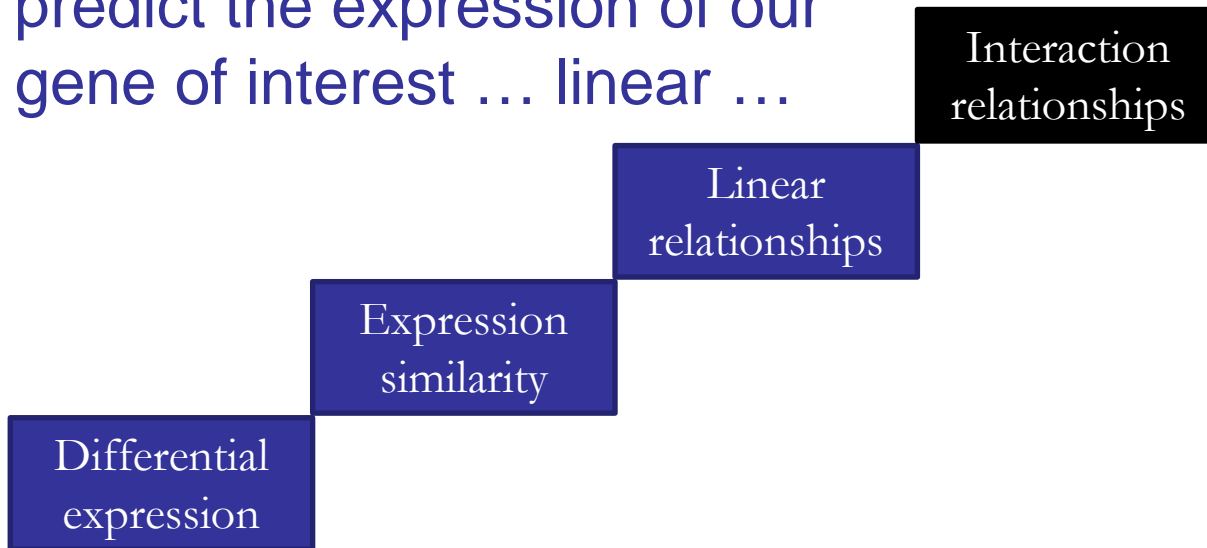 predict the expression of our
gene of interest … linear …
Interaction
relationships
Linear
relationships
Expression
similarity
Differential
expression